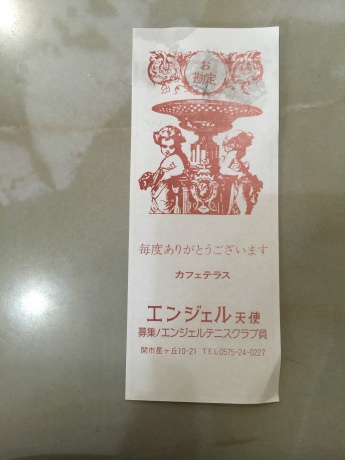 お
勘定
毎度ありがとうございます
カフェテラス
エンジェル天使
募集!エンジェルテニスクラブ員
関市星ヶ丘10-21 TEL0575-24-0227